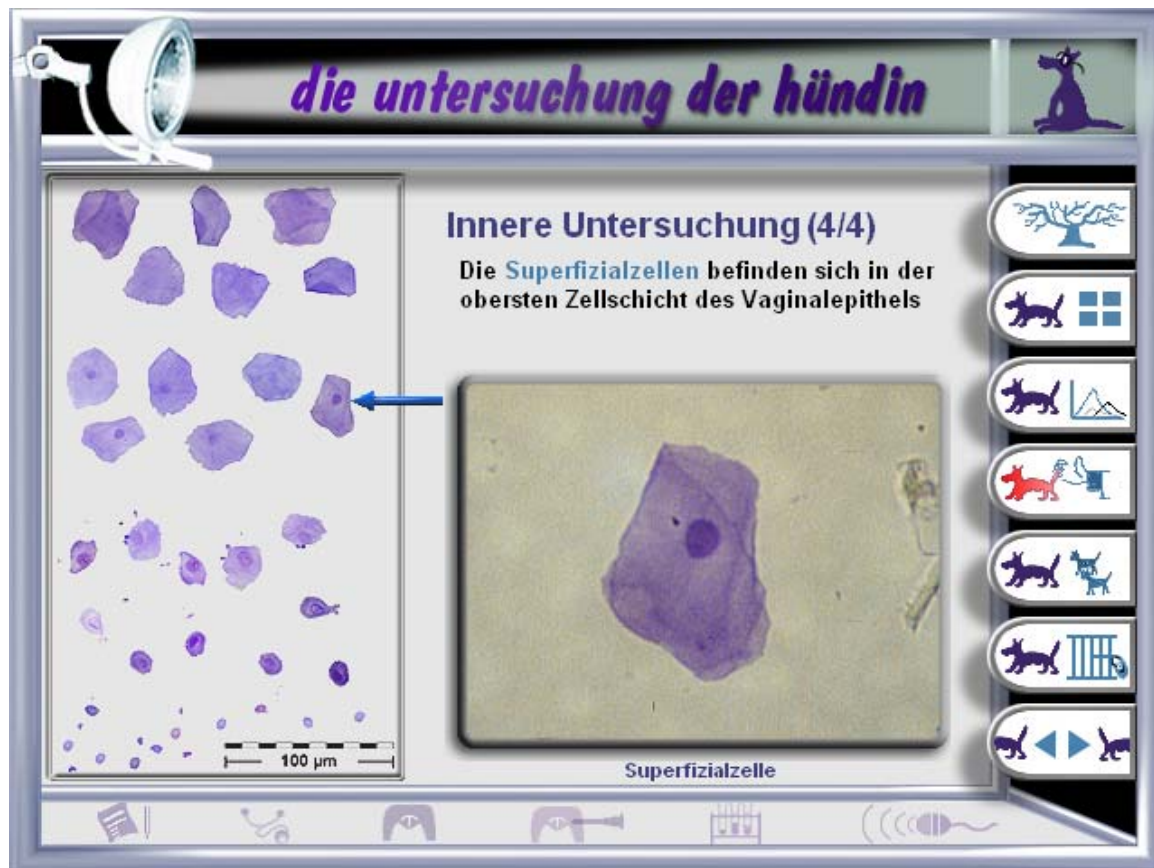 die untersuchung der hündin
Innere Untersuchung (4/4)
Die Superfizialzellen befinden sich in der
obersten Zellschicht des Vaginalepithels
100 µm
Superfizialzelle